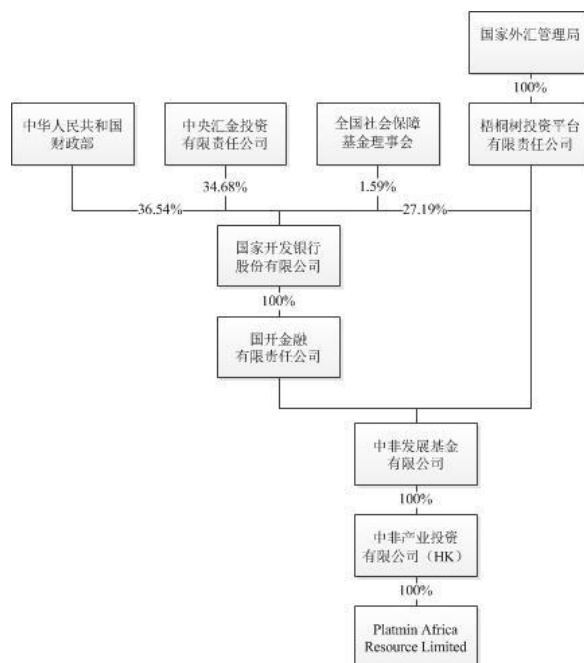 国家外汇管理局
100%
中华人民共和国
财政部
中央汇金投资
有限责任公司
全国社会保障
基金理事会
梧桐树投资平台
有限责任公司
34.68%
1.59%
36.54%
27.19%
国家开发银行
股份有限公司
100%
国开金融
有限责任公司
中非发展基金
有限公司
100%
中非产业投资
有限公司（HK）
100%
Platmin Africa
Resource Limited